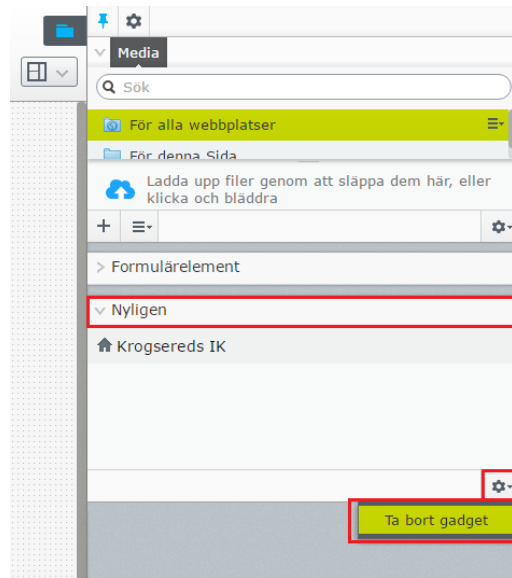 Media
Sök
För alla webbplatser
För denna Sida
Ladda upp filer genom att släppa dem här, eller
klicka och bläddra
Formulärelement
Nyligen
Krogsereds IK
Ta bort gadget